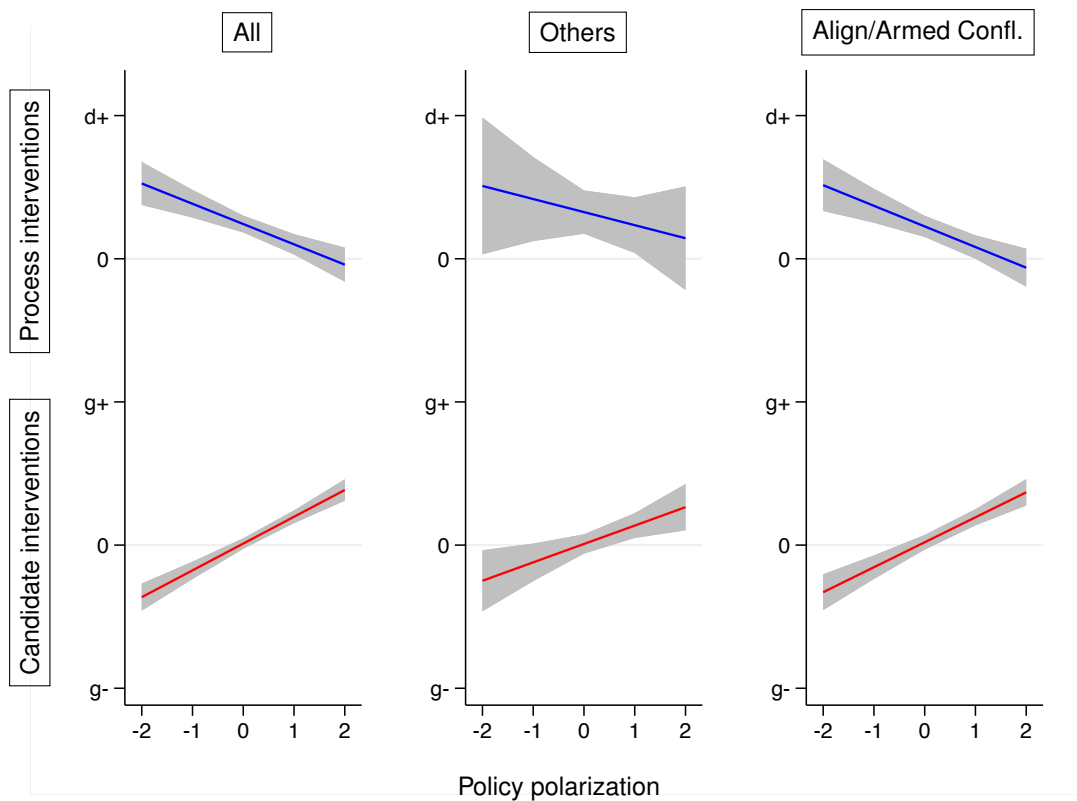 All
Others
Align/Armed Confl.
Process interventions
d+
0
d+
0
d+
0
Candidate interventions
g+
0
g-
g+
0
g-
g+
0
g-
-2 -1 0 1 2
-2 -1 0 1 2
-2 -1 0 1 2
Policy polarization